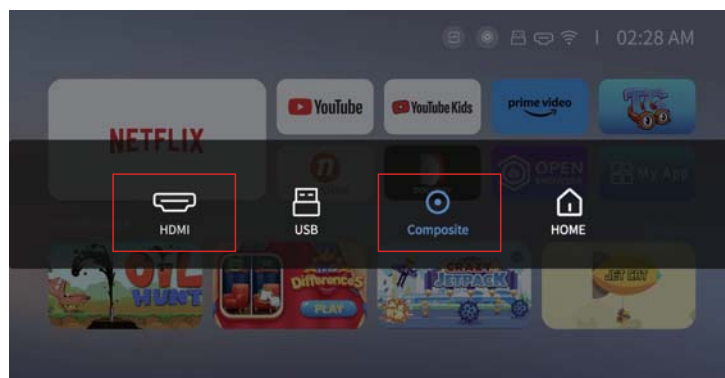 02:28 AM
NETFLIX
YouTube
YouTube Kids
prime video
OPEN
My App
HDMI
USB
Composite
HOME
OIL
HUNT
Differences
PLAY
CRAZY
JETPACK